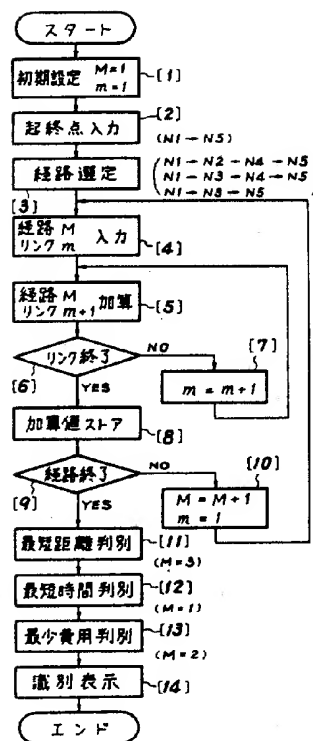 スタート
初期設定 M=1
m=1
[1]
起終点入力
[2]
(N1→N5)
経路選定
[3]
N1→N2→N4→N5
N1→N3→N4→N5
N1→N3→N5
経路 M
リンク m 入力
[4]
経路 M
リンク m+1 加算
[5]
リンク終了
[6]
NO
YES
[7]
m=m+1
加算値ストア
[8]
経路終了
[9]
NO
YES
[10]
M=M+1
m=1
最短距離判別
[11]
(M=3)
最短時間判別
[12]
(M=1)
最少費用判別
[13]
(M=2)
識別表示
[14]
エンド